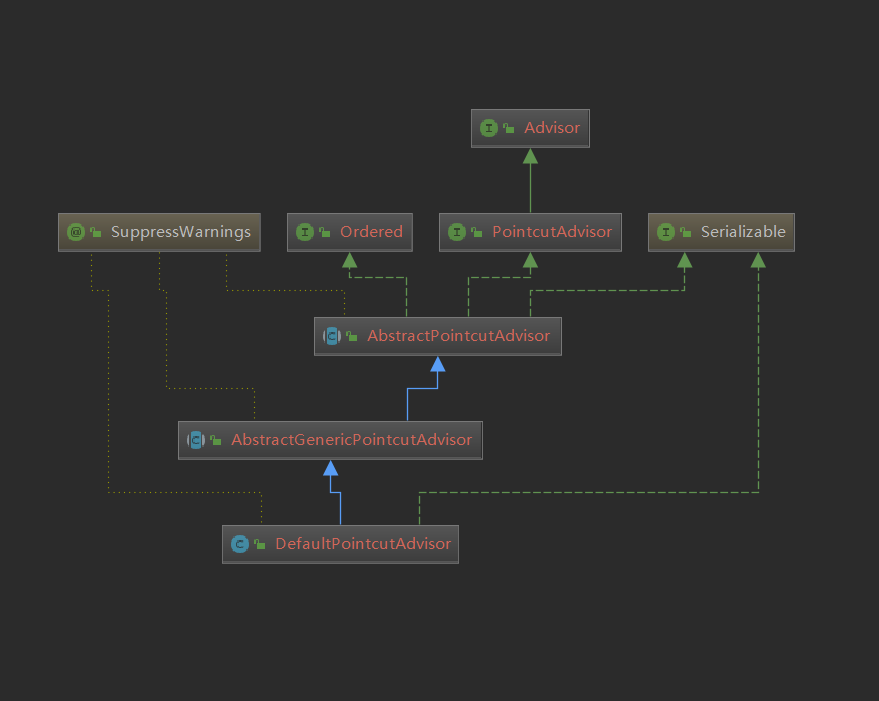 Advisor
SuppressWarnings
Ordered
PointcutAdvisor
Serializable
AbstractPointcutAdvisor
AbstractGenericPointcutAdvisor
DefaultPointcutAdvisor